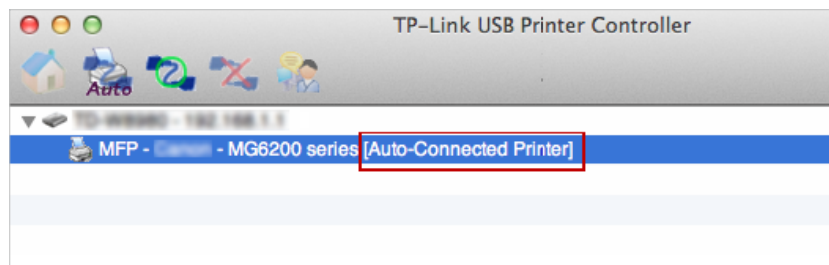 TP-Link USB Printer Controller
Auto
MFP - - MG6200 series [Auto-Connected Printer]